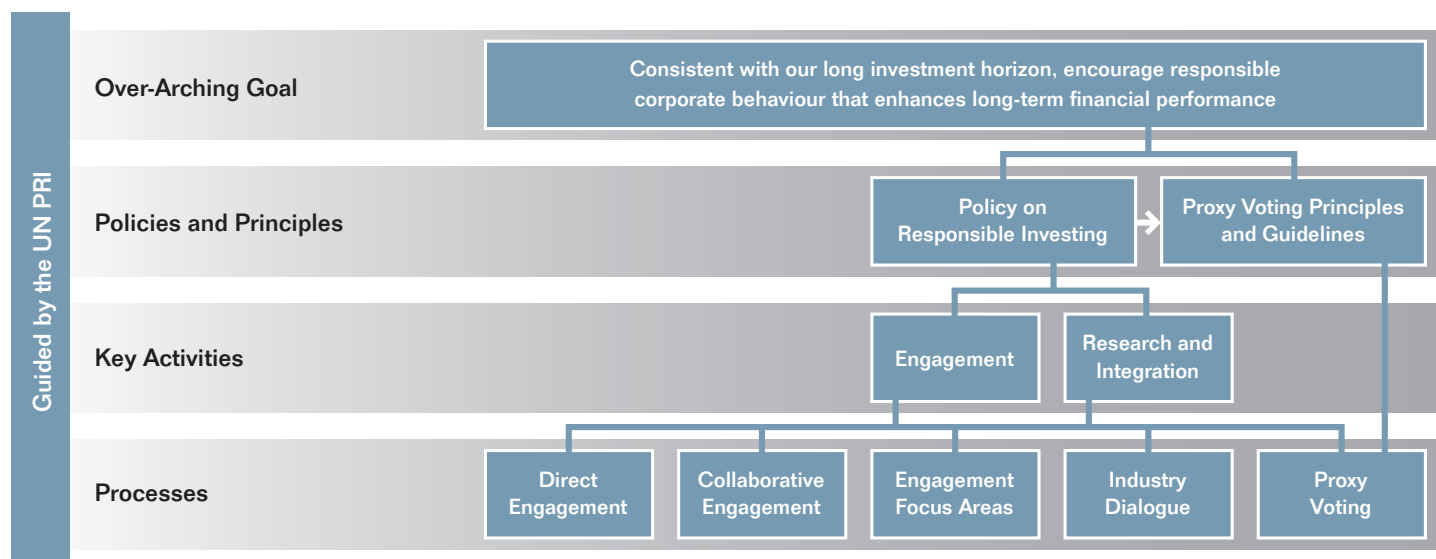 Guided by the UN PRI
Over-Arching Goal
Consistent with our long investment horizon, encourage responsible
corporate behaviour that enhances long-term financial performance
Policies and Principles
Policy on
Responsible Investing
Proxy Voting Principles
and Guidelines
Key Activities
Engagement
Research and
Integration
Processes
Direct
Engagement
Collaborative
Engagement
Engagement
Focus Areas
Industry
Dialogue
Proxy
Voting